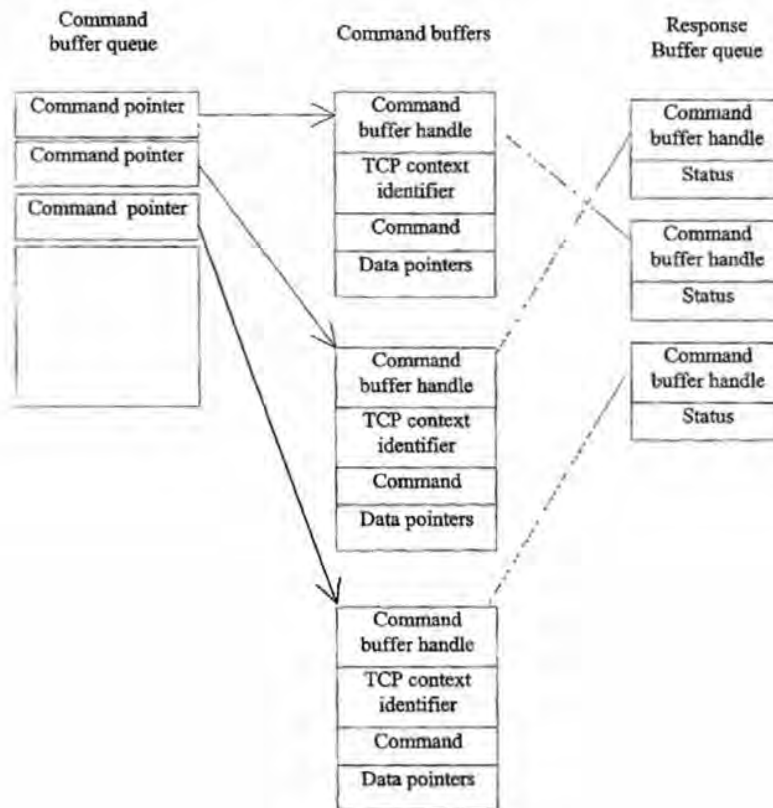 Command
buffer queue
Command pointer
Command pointer
Command pointer
Command buffers
Command
buffer handle
TCP context
identifier
Command
Data pointers
Command
buffer handle
TCP context
identifier
Command
Data pointers
Command
buffer handle
TCP context
identifier
Command
Data pointers
Response
Buffer queue
Command
buffer handle
Status
Command
buffer handle
Status
Command
buffer handle
Status